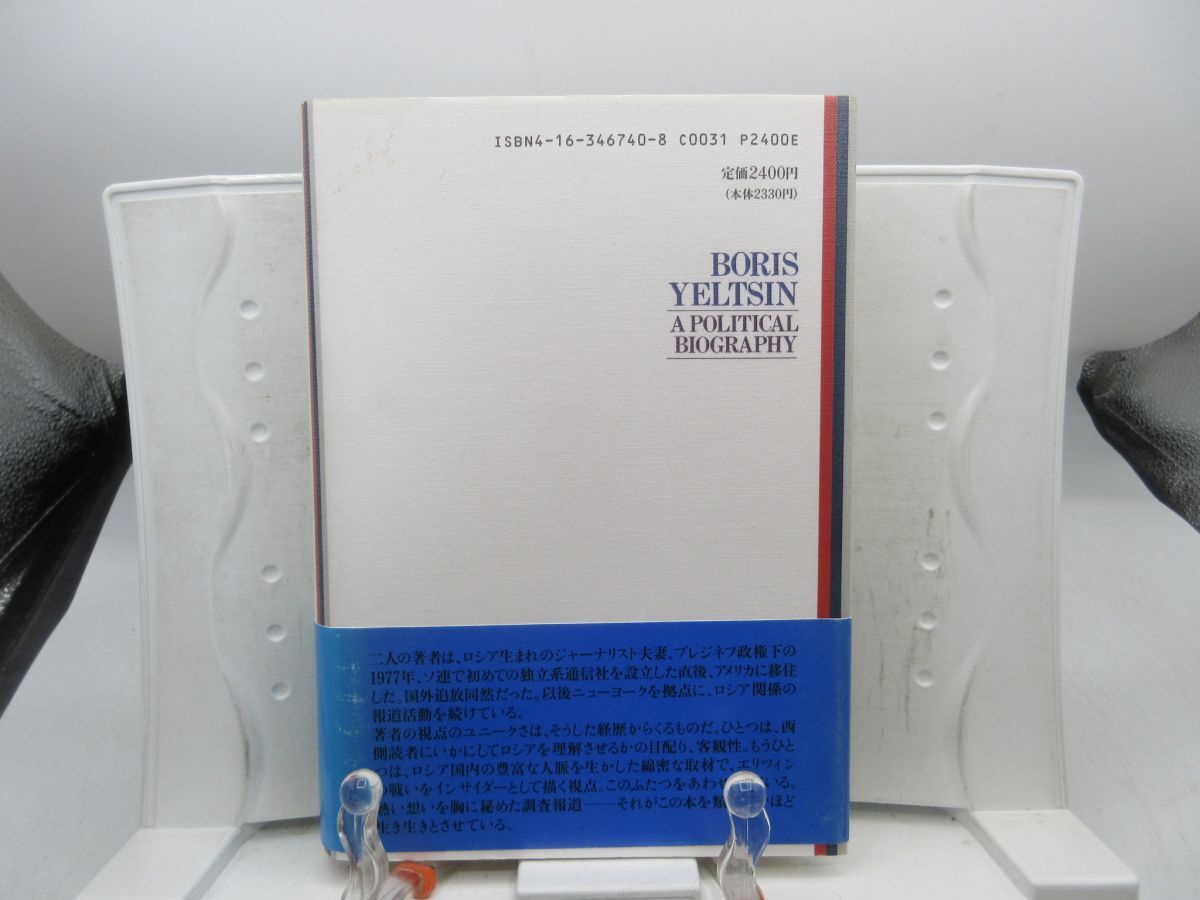 ISBN4-16-346740-8 C0031 P2400E
定価2400円
(本体2330円)
BORIS
YELTSIN
A POLITICAL
BIOGRAPHY
二人の著者は、ロシア生まれのジャーナリスト夫妻。ブレジネフ政権下の
1977年、ソ連で初めての独立系通信社を設立した直後、アメリカに移住
した。国外追放同然だった。以後ニューヨークを拠点に、ロシア関係の
報道活動を続けている。
著者の視点のユニークさは、そうした経歴からくるものだ。ひとつは、西
側読者にいかにしてロシアを理解させるかの目配り、客観性。もうひと
つは、ロシア国内の豊富な人脈を生かした綿密な取材で、エリツィン
の戦いをインサイダーとして描く視点。このふたつをあわせ いる。
熱い想いを胸に秘めた調査報道——それがこの本を類 ほど
生き生きとさせている。